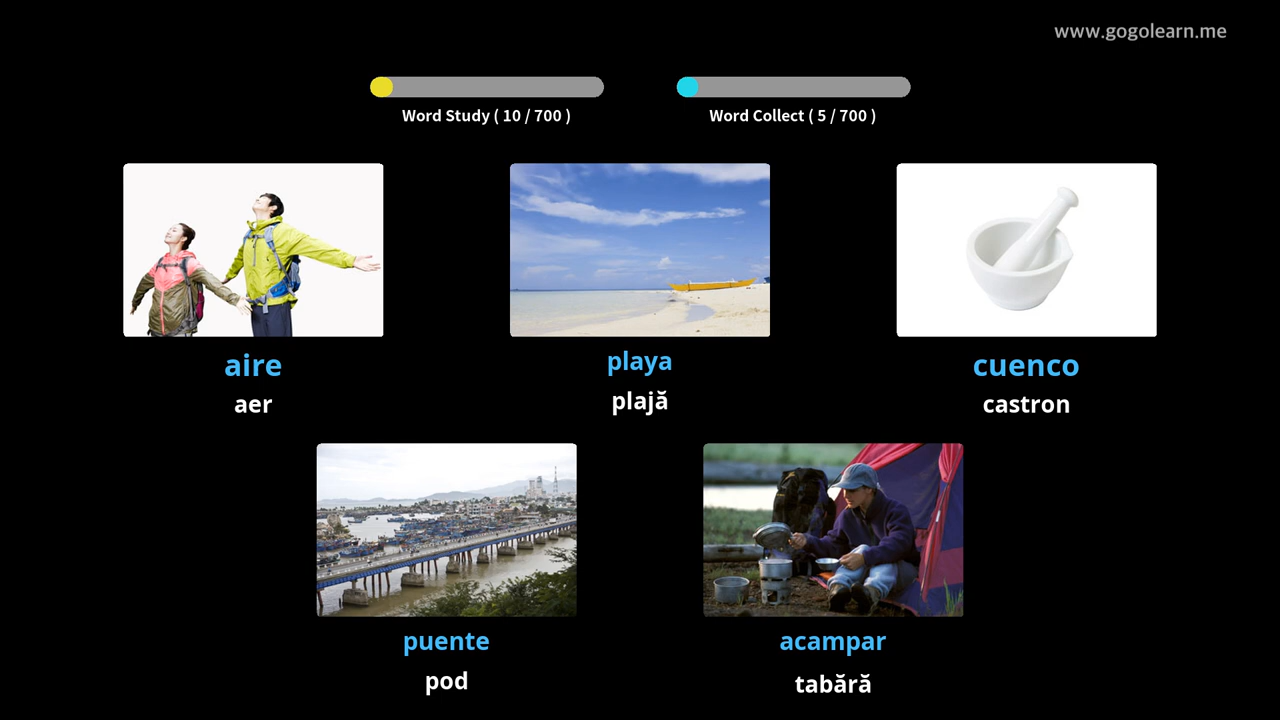 www.gogolearn.me
Word Study ( 10 / 700 )
Word Collect ( 5 / 700 )
aire
aer
playa
plajă
cuenco
castron
puente
pod
acampar
tabără